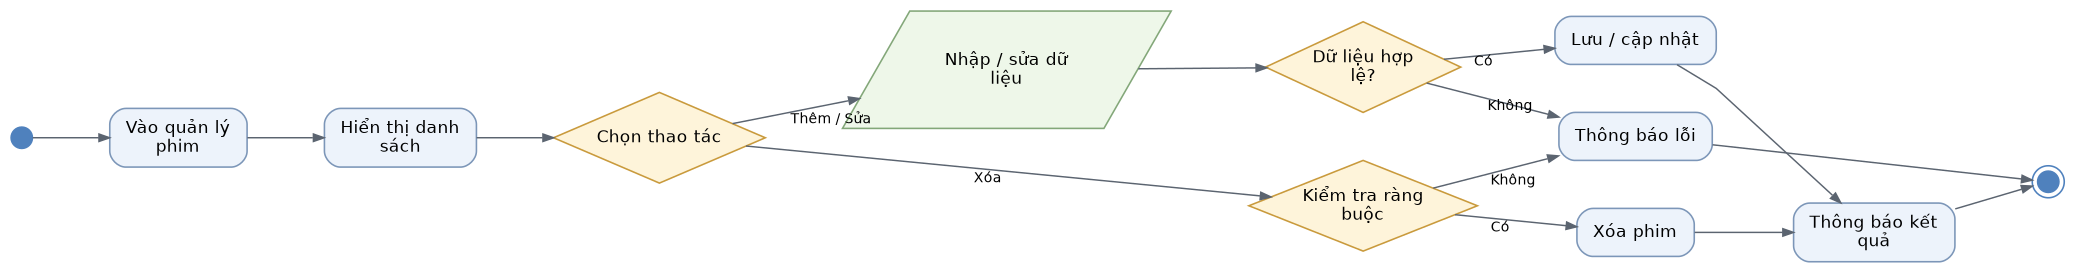 Vào quản lý
phim
Hiển thị danh
sách
Chọn thao tác
Thêm / Sửa
Xóa
Nhập / sửa dữ
liệu
Dữ liệu hợp
lệ?
Có
Không
Kiểm tra ràng
buộc
Không
Có
Lưu / cập nhật
Thông báo lỗi
Xóa phim
Thông báo kết
quả